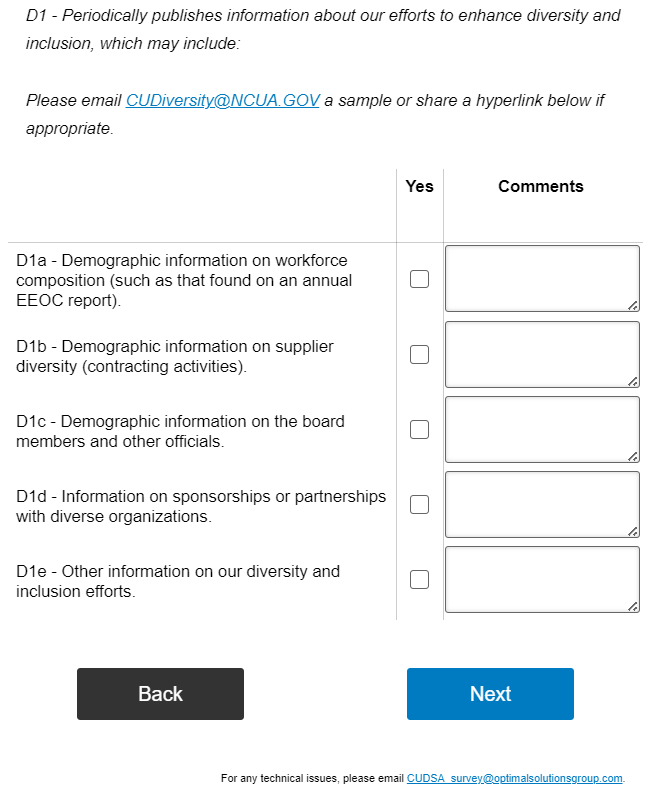 D1 - Periodically publishes information about our efforts to enhance diversity and
inclusion, which may include:
Please email CUDiversity@NCUA.GOV a sample or share a hyperlink below if
appropriate.
Yes
Comments
D1a - Demographic information on workforce
composition (such as that found on an annual
EEOC report).
D1b - Demographic information on supplier
diversity (contracting activities).
D1c - Demographic information on the board
members and other officials.
D1d - Information on sponsorships or partnerships
with diverse organizations.
D1e - Other information on our diversity and
inclusion efforts.
Back
Next
For any technical issues, please email CUDSA_survey@optimalsolutionsgroup.com.